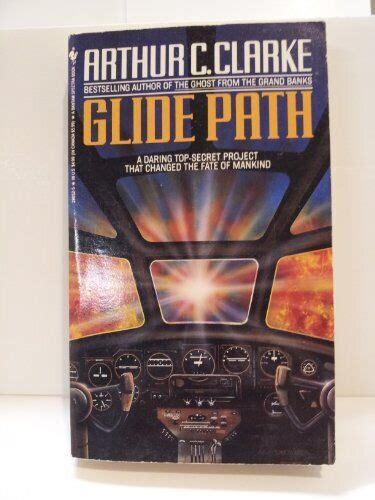 ARTHUR C. CLARKE
BESTSELLING AUTHOR OF THE GHOST FROM THE GRAND BANKS
GLIDE PATH
A DARING TOP-SECRET PROJECT
THAT CHANGED THE FATE OF MANKIND